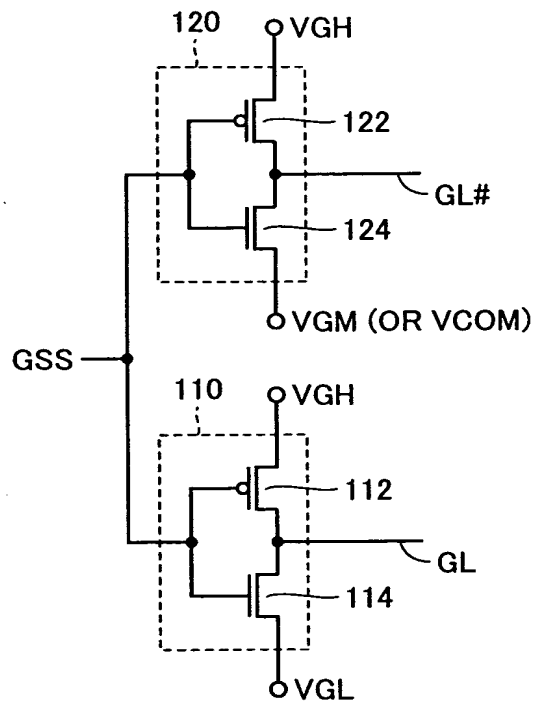 120
VGH
122
GL#
124
VGM (OR VCOM)
GSS
110
VGH
112
GL
114
VGL